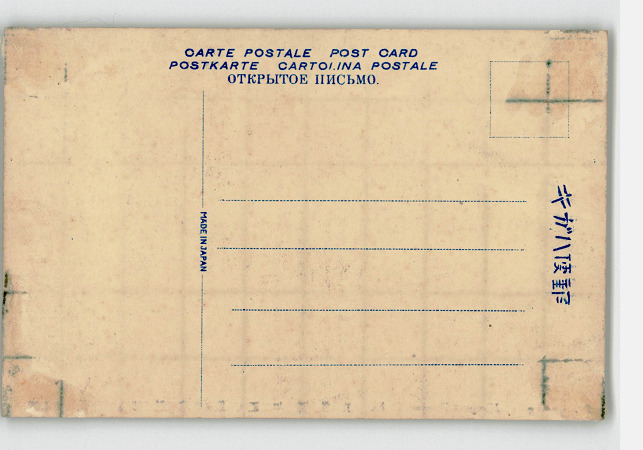 CARTE POSTALE POST CARD
POSTKARTE CARTOLINA POSTALE
ОТКРЫТОЕ ПИСЬМО.
MADE IN JAPAN
郵便ハガキ